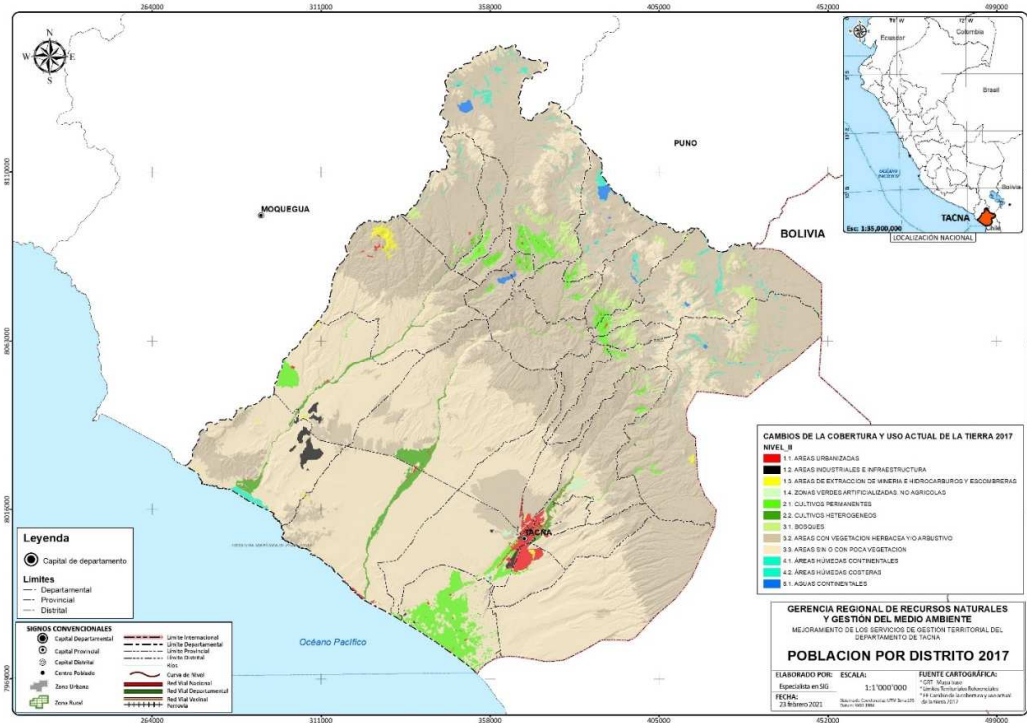 264000 311000 358000 405000 452000 499000
N
W E
S
Ecuador
Colombia
Brasil
Bolivia
TACNA
Chile
Esc: 1:35,000,000
LOCALIZACIÓN NACIONAL
PUNO
8110000
MOQUEGUA
BOLIVIA
8063000
8016000
TACNA
CAMBIOS DE LA COBERTURA Y USO ACTUAL DE LA TIERRA 2017
NIVEL_II
1.1. AREAS URBANIZADAS
1.2. AREAS INDUSTRIALES E INFRAESTRUCTURA
1.3. AREAS DE EXTRACCION DE MINERIA E HIDROCARBUROS Y ESCOMBRERAS
1.4. ZONAS VERDES ARTIFICIALIZADAS, NO AGRICOLAS
2.1. CULTIVOS PERMANENTES
2.2. CULTIVOS HETEROGENEOS
3.1. BOSQUES
3.2. AREAS CON VEGETACION HERBACEA Y/O ARBUSTIVO
3.3. AREAS SIN O CON POCA VEGETACION
4.1. ÁREAS HÚMEDAS CONTINENTALES
4.2. ÁREAS HÚMEDAS COSTERAS
5.1. AGUAS CONTINENTALES
Leyenda
Capital de departamento
Limites
Departamental
Provincial
Distrital
SIGNOS CONVENCIONALES
Capital Departamental
Capital Provincial
Capital Distrital
Centro Poblado
Zona Urbana
Zona Rural
Limite Internacional
Limite Departamental
Limite Provincial
Limite Distrital
Rios
Curva de Nivel
Red Vial Nacional
Red Vial Departamental
Red Vial Vecinal
Ferrovia
Océano Pacífico
GERENCIA REGIONAL DE RECURSOS NATURALES
Y GESTIÓN DEL MEDIO AMBIENTE
MEJORAMIENTO DE LOS SERVICIOS DE GESTIÓN TERRITORIAL DEL
DEPARTAMENTO DE TACNA
POBLACION POR DISTRITO 2017
ELABORADO POR:
Especialista en SIG
FECHA:
23 febrero 2021
ESCALA:
1:1'000'000
FUENTE CARTOGRÁFICA:
7969000
264000 311000 358000 405000 452000 499000